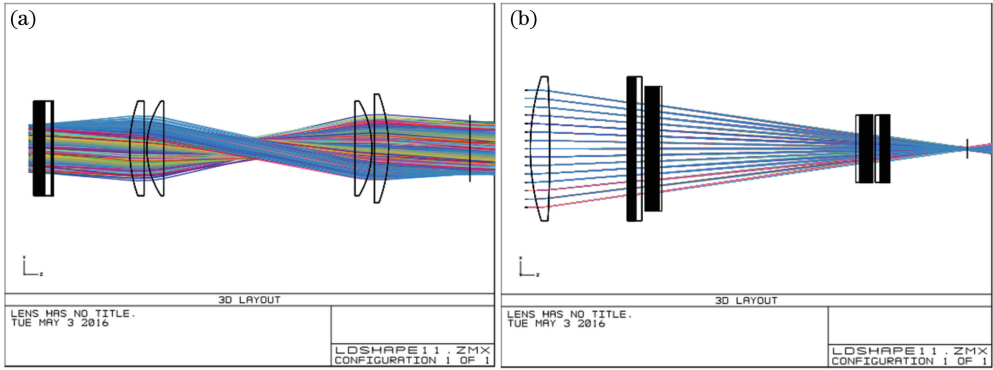 (a)
x
z
3D LAYOUT
LENS HAS NO TITLE.
TUE MAY 3 2016
LDSHAPE11.ZMX
CONFIGURATION 1 OF 1
(b)
x
z
3D LAYOUT
LENS HAS NO TITLE.
TUE MAY 3 2016
LDSHAPE11.ZMX
CONFIGURATION 1 OF 1